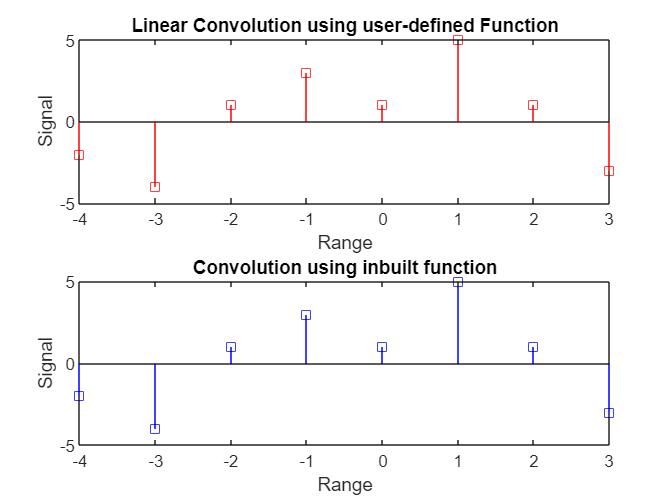 Linear Convolution using user-defined Function
5
0
-5
Signal
-4 -3 -2 -1 0 1 2 3
Range
Convolution using inbuilt function
5
0
-5
Signal
-4 -3 -2 -1 0 1 2 3
Range